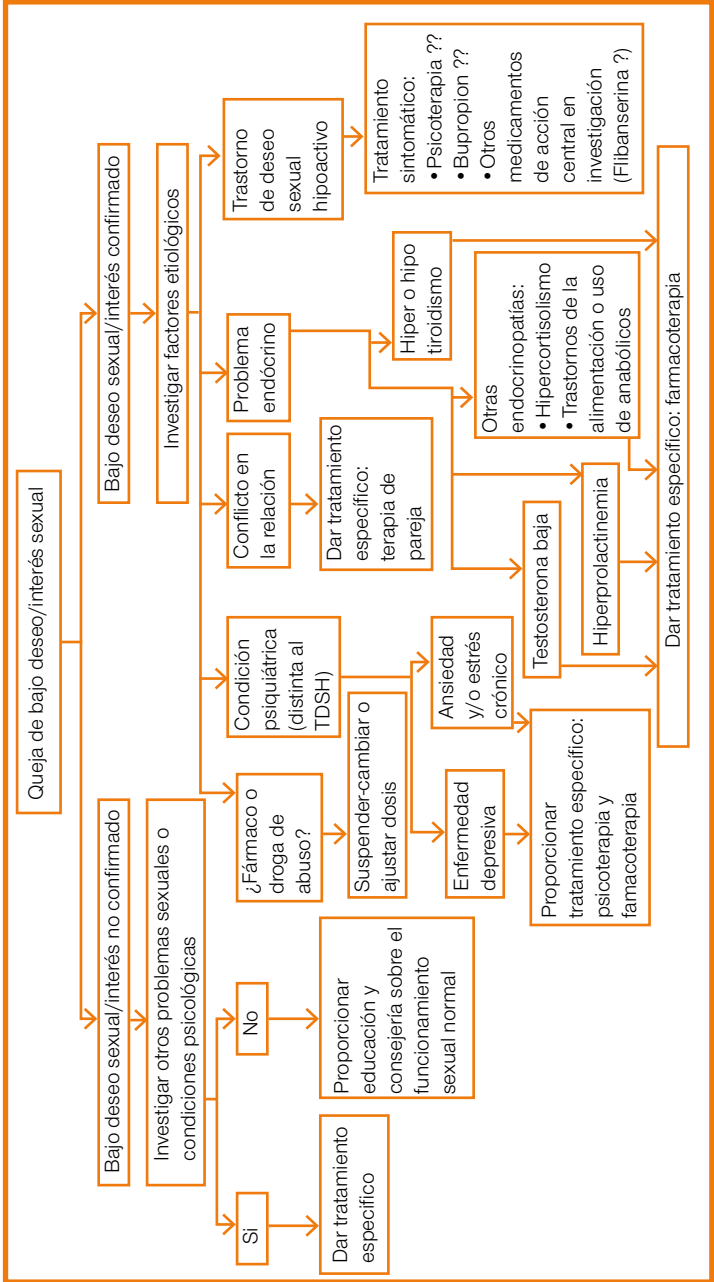 Queja de bajo deseo/interés sexual
Bajo deseo sexual/interés no confirmado
Investigar otros problemas sexuales o
condiciones psicológicas
Si
Dar tratamiento
específico
No
Proporcionar
educación y
consejería sobre el
funcionamiento
sexual normal
Bajo deseo sexual/interés confirmado
Investigar factores etiológicos
¿Fármaco o
droga de
abuso?
Suspender-cambiar o
ajustar dosis
Condición
psiquiátrica
(distinta al
TDSH)
Enfermedad
depresiva
Ansiedad
y/o estrés
crónico
Proporcionar
tratamiento específico:
psicoterapia y
famacoterapia
Conflicto en
la relación
Dar tratamiento
específico:
terapia de
pareja
Problema
endócrino
Testosterona baja
Hiperprolactinemia
Otras
endocrinopatías:
• Hipercortisolismo
• Trastornos de la
alimentación o uso
de anabólicos
Hiper o hipo
tiroidismo
Dar tratamiento específico: farmacoterapia
Trastorno
de deseo
sexual
hipoactivo
Tratamiento
sintomático:
• Psicoterapia ??
• Bupropion ??
• Otros
medicamentos
de acción
central en
investigación
(Flibanserina ?)